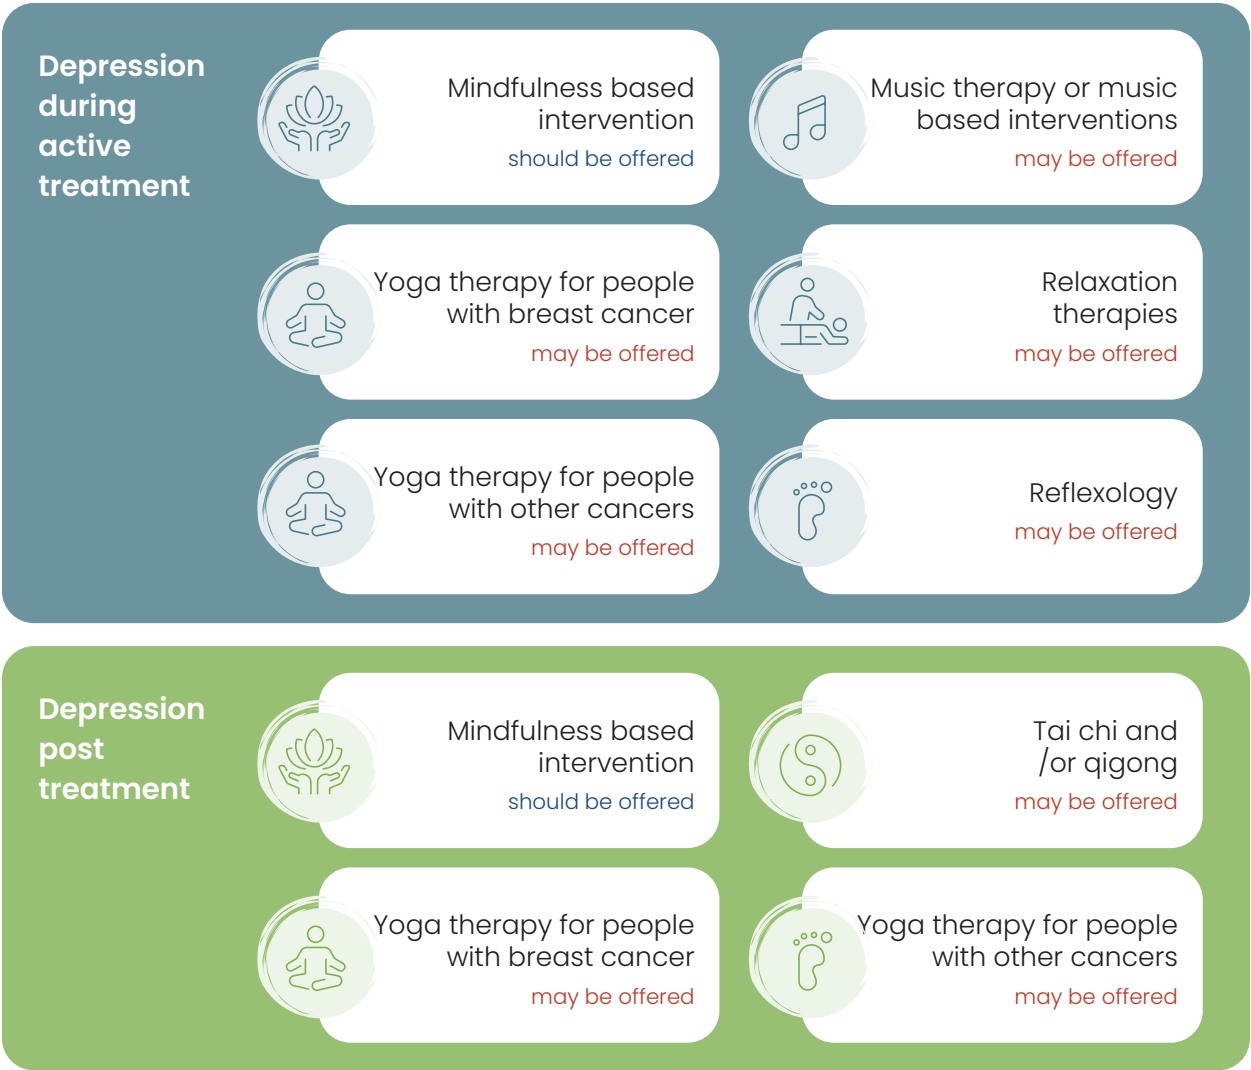 Depression
during
active
treatment
Mindfulness based
intervention
should be offered
Music therapy or music
based interventions
may be offered
Yoga therapy for people
with breast cancer
may be offered
Relaxation
therapies
may be offered
Yoga therapy for people
with other cancers
may be offered
Reflexology
may be offered
Depression
post
treatment
Mindfulness based
intervention
should be offered
Tai chi and
/or qigong
may be offered
Yoga therapy for people
with breast cancer
may be offered
Yoga therapy for people
with other cancers
may be offered